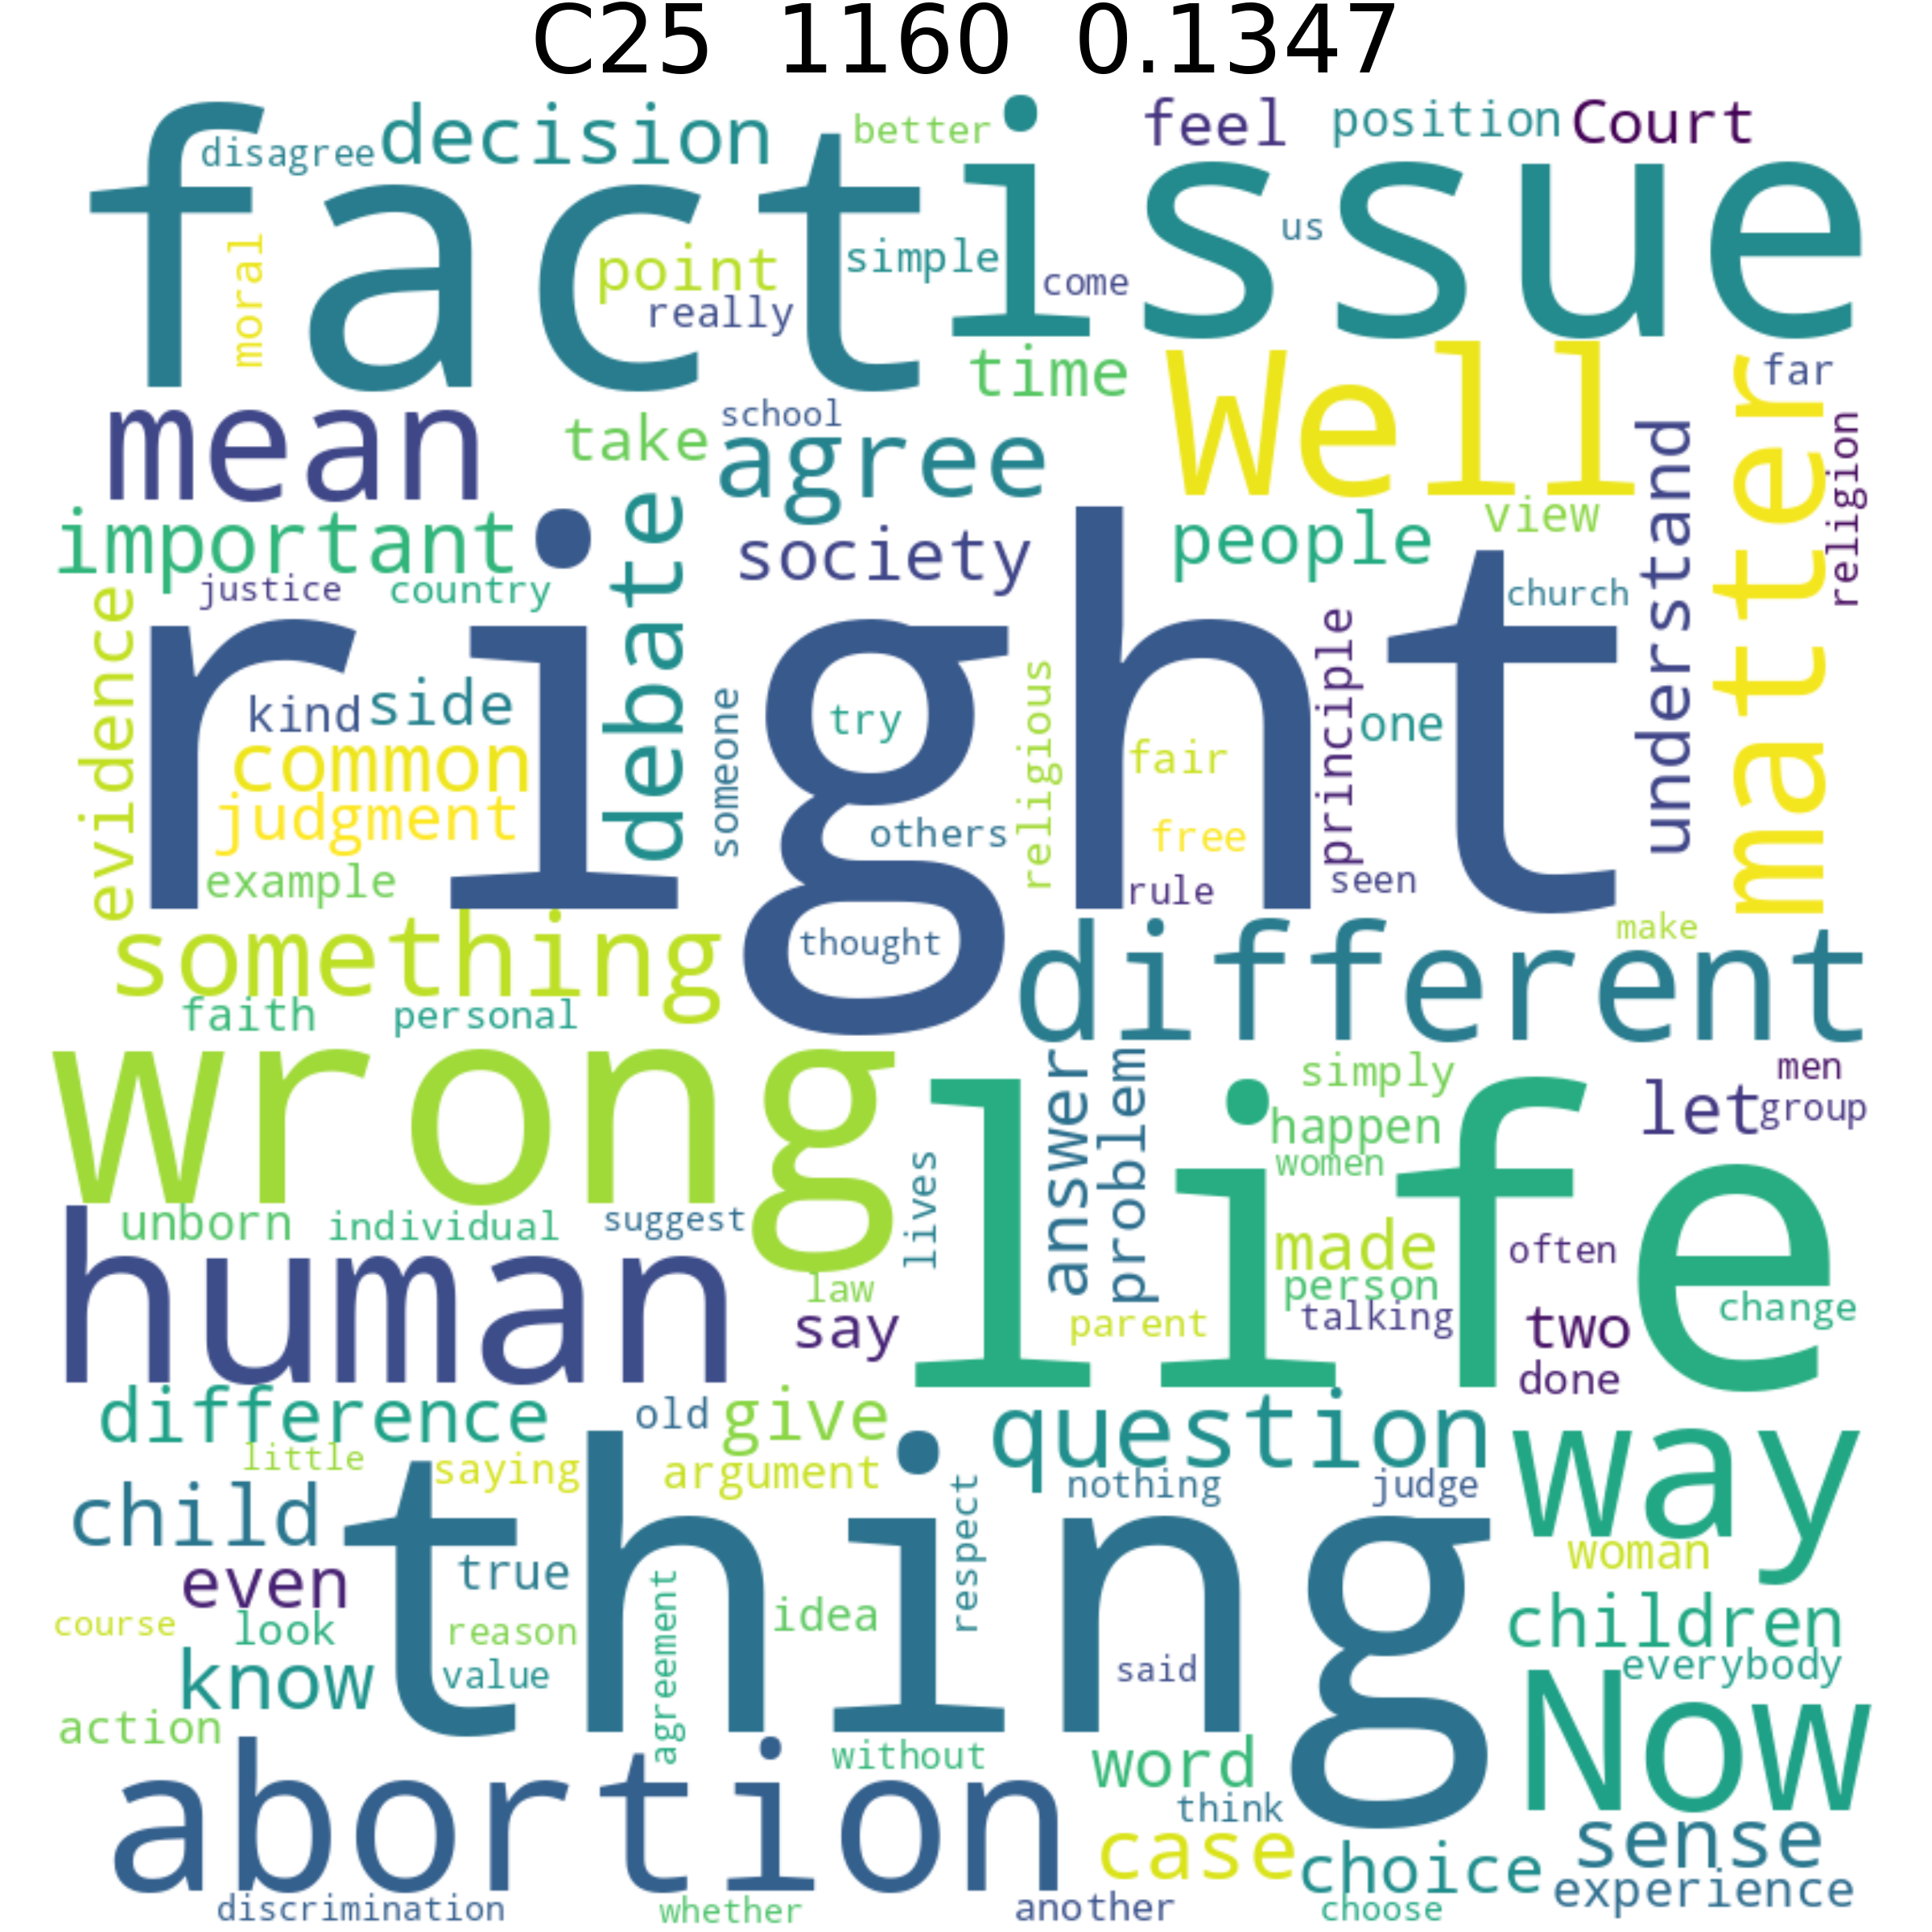 C25 1160 0.1347
disagree decision better feel position Court
fact issue
us
moral
point simple
come
really
time Well far
mean take school
agree
matter
religion
understand
view
important society people
debate
justice country church
evidence
right
principle
religious
kind side try one
someone
common fair
judgment others free
example rule seen
something thought different make
faith personal
wrong life
answer
problem
simply men
let group
happen
women
lives
unborn individual suggest
human
made often
law person
say parent talking two change
done
difference old give question way
little saying argument nothing judge
child thing
respect
woman
even true
agreement
course look reason idea children
know value said everybody
action Now
abortion without word
think
case choice sense
experience
discrimination whether another choose